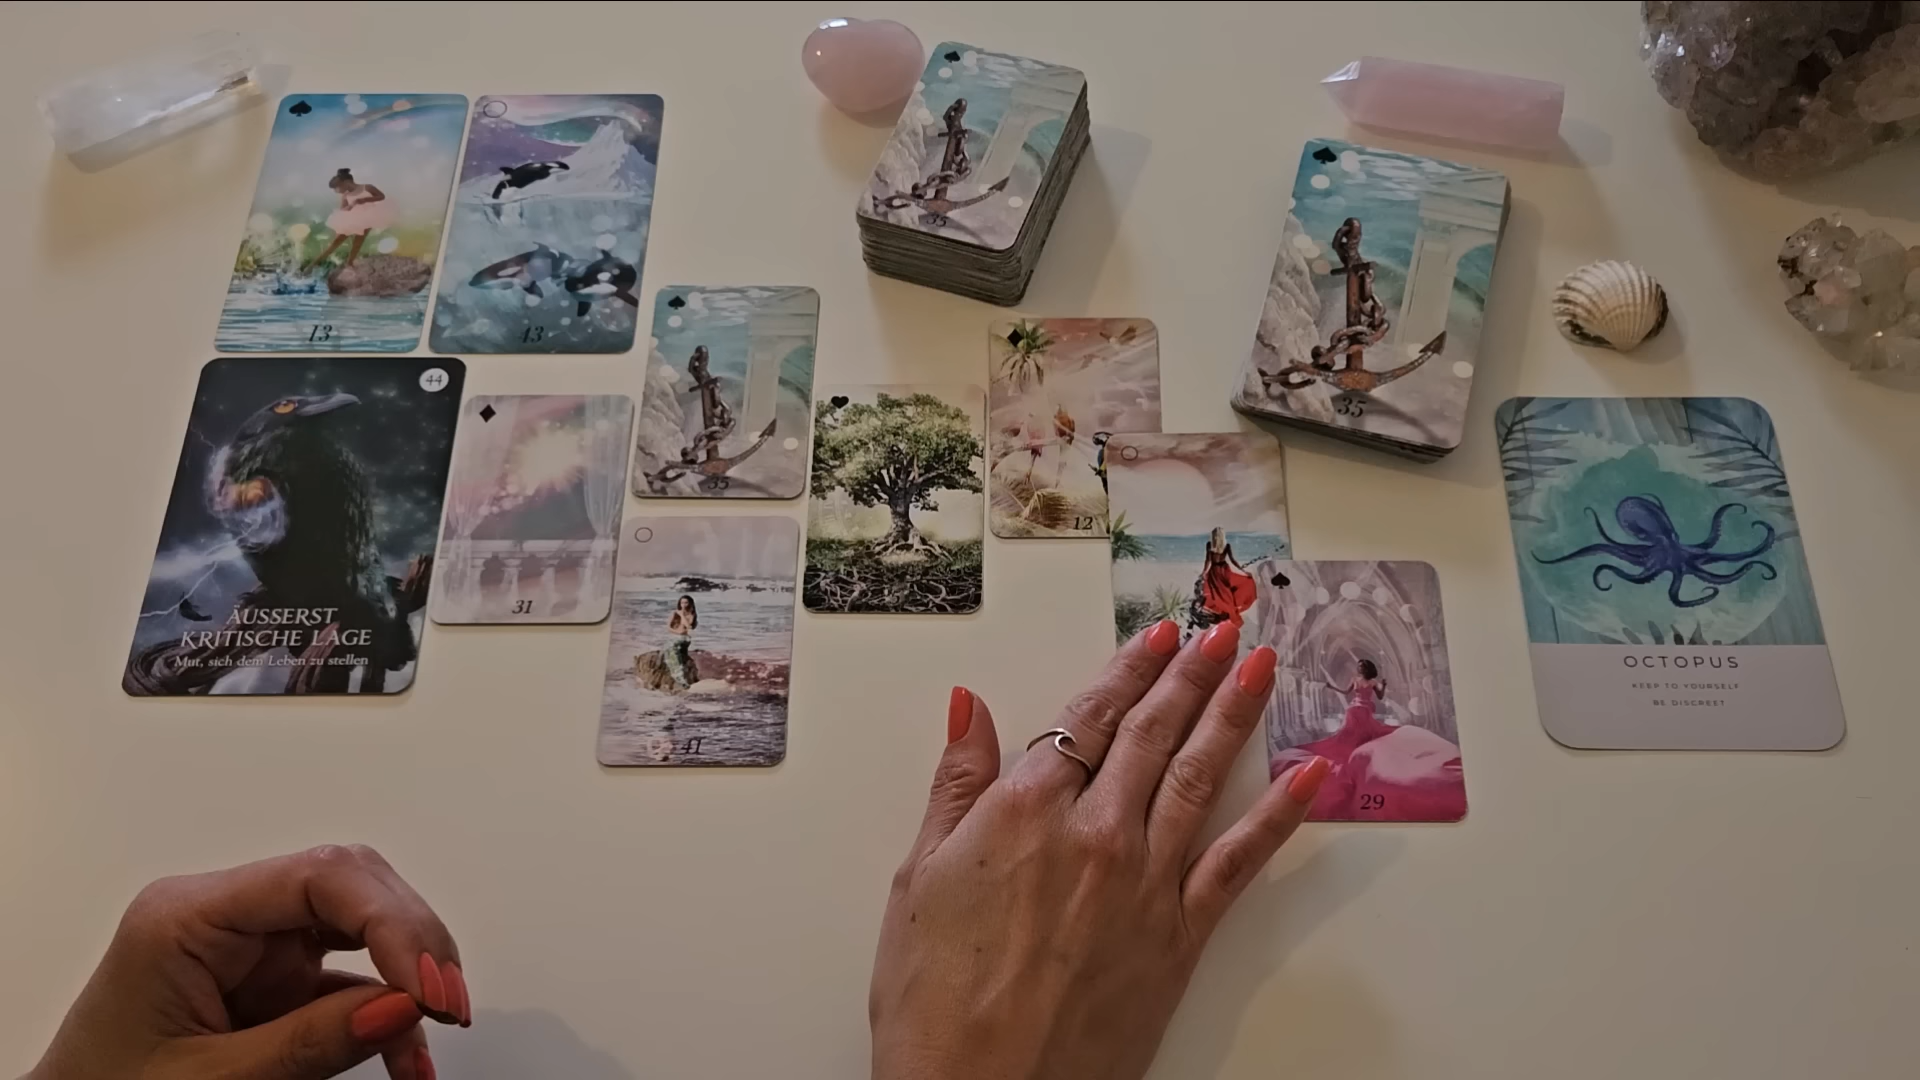 13
43
35
35
35
44
ÄUSSERST
KRITISCHE LAGE
Mut, sich dem Leben zu stellen
31
12
41
29
OCTOPUS
KEEP TO YOURSELF
BE DISCREET